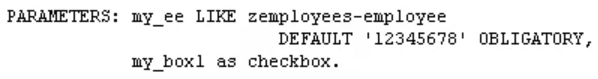 PARAMETERS: my_ee LIKE zemployees-employee
DEFAULT '12345678' OBLIGATORY,
my_box1 as checkbox.